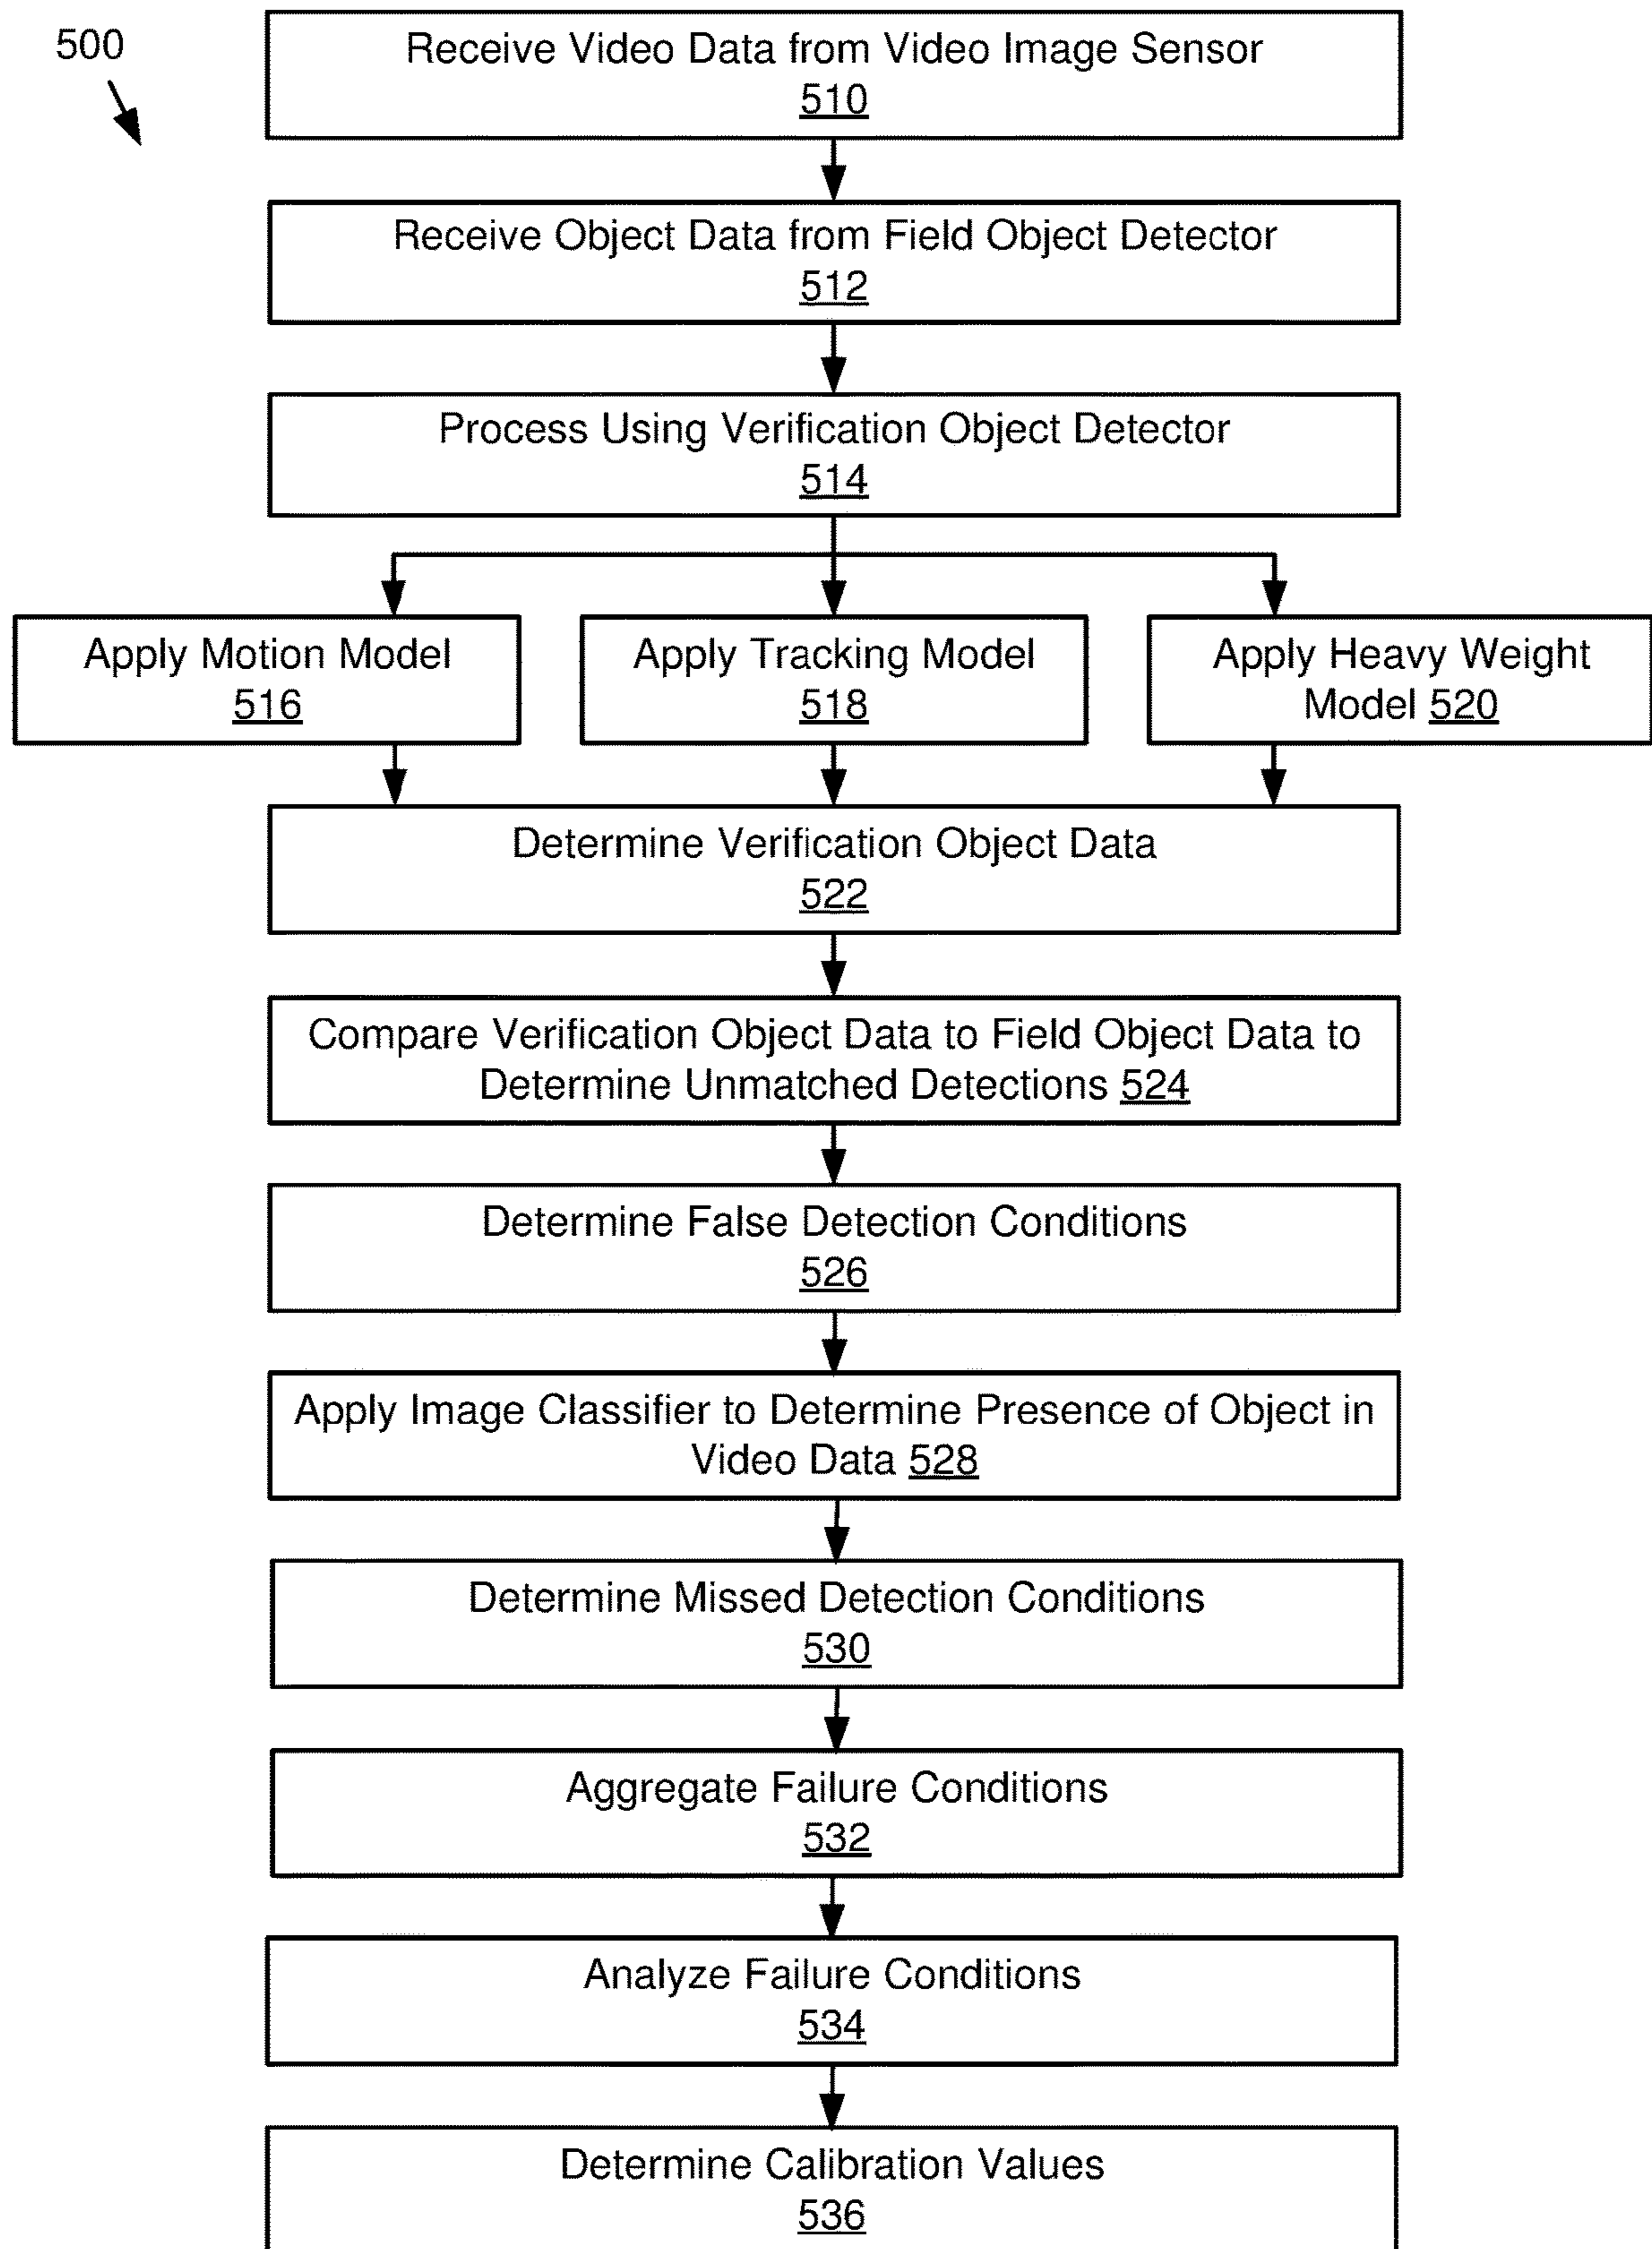 500
Receive Video Data from Video Image Sensor
510
Receive Object Data from Field Object Detector
512
Process Using Verification Object Detector
514
Apply Motion Model
516
Apply Tracking Model
518
Apply Heavy Weight
Model 520
Determine Verification Object Data
522
Compare Verification Object Data to Field Object Data to
Determine Unmatched Detections 524
Determine False Detection Conditions
526
Apply Image Classifier to Determine Presence of Object in
Video Data 528
Determine Missed Detection Conditions
530
Aggregate Failure Conditions
532
Analyze Failure Conditions
534
Determine Calibration Values
536